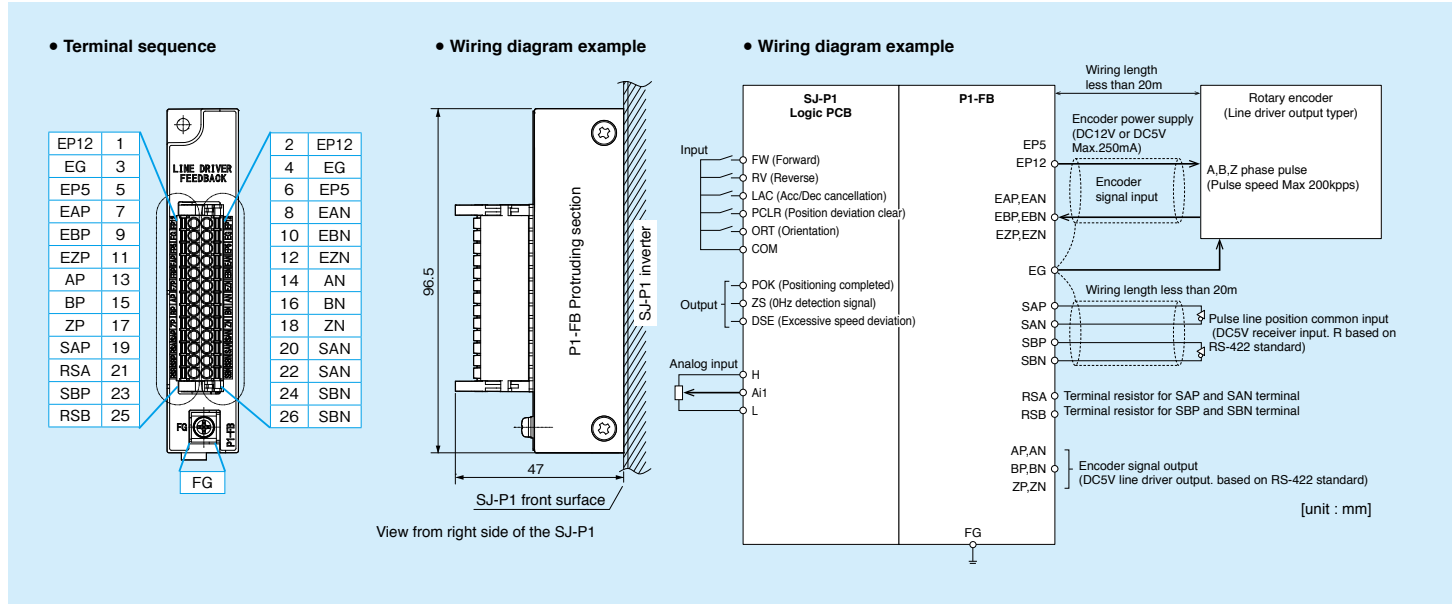 ● Terminal sequence
EP12 1
EG 3
EP5 5
EAP 7
EBP 9
EZP 11
AP 13
BP 15
ZP 17
SAP 19
RSA 21
SBP 23
RSB 25
LINE DRIVER
FEEDBACK
FG
P1-FB
FG
2 EP12
4 EG
6 EP5
8 EAN
10 EBN
12 EZN
14 AN
16 BN
18 ZN
20 SAN
22 SAN
24 SBN
26 SBN
● Wiring diagram example
96.5
P1-FB Protruding section
SJ-P1 inverter
47
SJ-P1 front surface
View from right side of the SJ-P1
● Wiring diagram example
SJ-P1
Logic PCB
Input
FW (Forward)
RV (Reverse)
LAC (Acc/Dec cancellation)
PCLR (Position deviation clear)
ORT (Orientation)
COM
Output
POK (Positioning completed)
ZS (0Hz detection signal)
DSE (Excessive speed deviation)
Analog input
H
Ai1
L
P1-FB
EP5
EP12
EAP,EAN
EBP,EBN
EZP,EZN
EG
SAP
SAN
SBP
SBN
RSA
RSB
AP,AN
BP,BN
ZP,ZN
FG
Wiring length
less than 20m
Encoder power supply
(DC12V or DC5V
Max.250mA)
Encoder
signal input
Rotary encoder
(Line driver output typer)
A,B,Z phase pulse
(Pulse speed Max 200kpps)
Wiring length less than 20m
Pulse line position common input
(DC5V receiver input. R based on
RS-422 standard)
Terminal resistor for SAP and SAN terminal
Terminal resistor for SBP and SBN terminal
Encoder signal output
(DC5V line driver output. based on RS-422 standard)
[unit : mm]